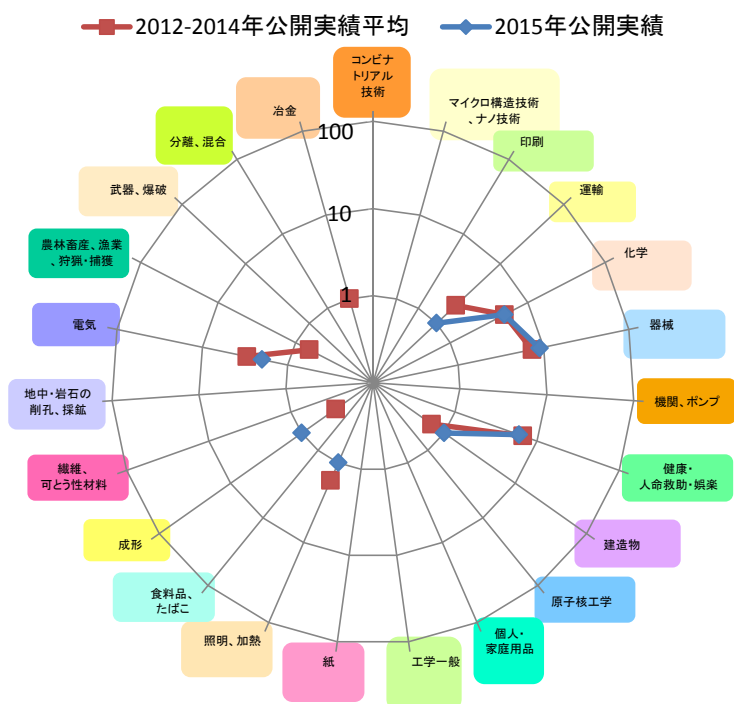 2012-2014年公開実績平均
2015年公開実績
コンビナ
トリアル
技術
マイクロ構造技術
、ナノ技術
印刷
運輸
化学
器械
機関、ポンプ
健康・
人命救助・娯楽
建造物
原子核工学
個人・
家庭用品
工学一般
紙
照明、加熱
食料品、
たばこ
成形
繊維、
可とう性材料
地中・岩石の
削孔、採鉱
電気
農林畜産、漁業
、狩猟・捕獲
武器、爆破
分離、混合
冶金
100
10
1